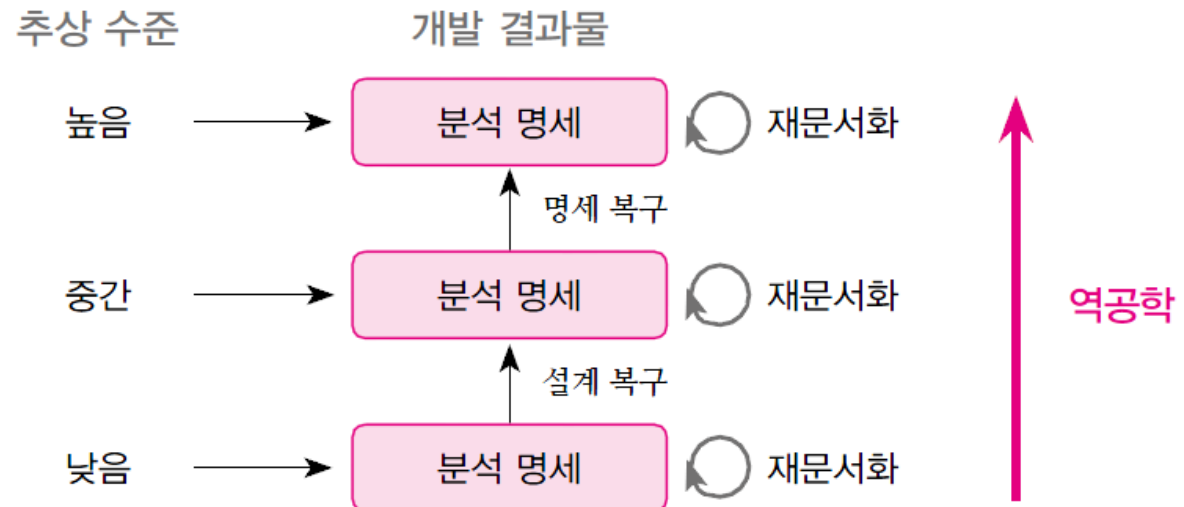 추상 수준 개발 결과물
높음 분석 명세 재문서화
명세 복구
중간 분석 명세 재문서화
역공학
설계 복구
낮음 분석 명세 재문서화